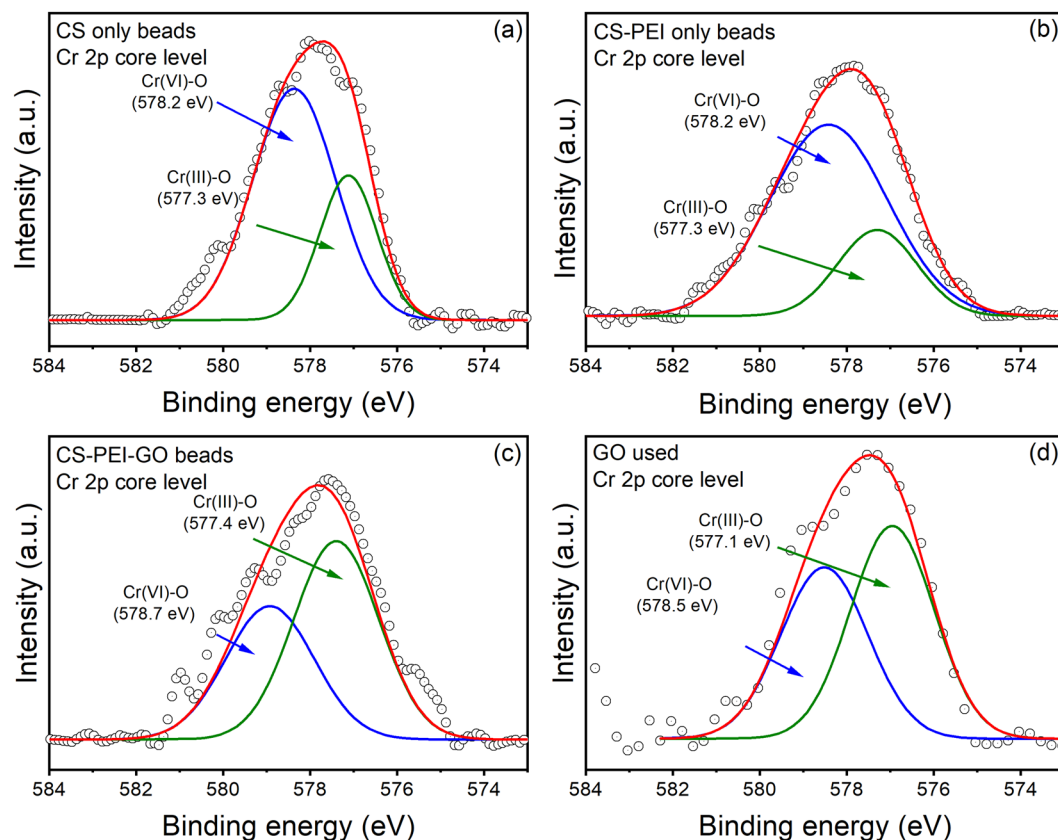 CS only beads
Cr 2p core level
(a)
Cr(VI)-O
(578.2 eV)
Cr(III)-O
(577.3 eV)
Intensity (a.u.)
584 582 580 578 576 574
Binding energy (eV)
CS-PEI only beads
Cr 2p core level
(b)
Cr(VI)-O
(578.2 eV)
Cr(III)-O
(577.3 eV)
Intensity (a.u.)
584 582 580 578 576 574
Binding energy (eV)
CS-PEI-GO beads
Cr 2p core level
(c)
Cr(III)-O
(577.4 eV)
Cr(VI)-O
(578.7 eV)
Intensity (a.u.)
584 582 580 578 576 574
Binding energy (eV)
GO used
Cr 2p core level
(d)
Cr(III)-O
(577.1 eV)
Cr(VI)-O
(578.5 eV)
Intensity (a.u.)
584 582 580 578 576 574
Binding energy (eV)